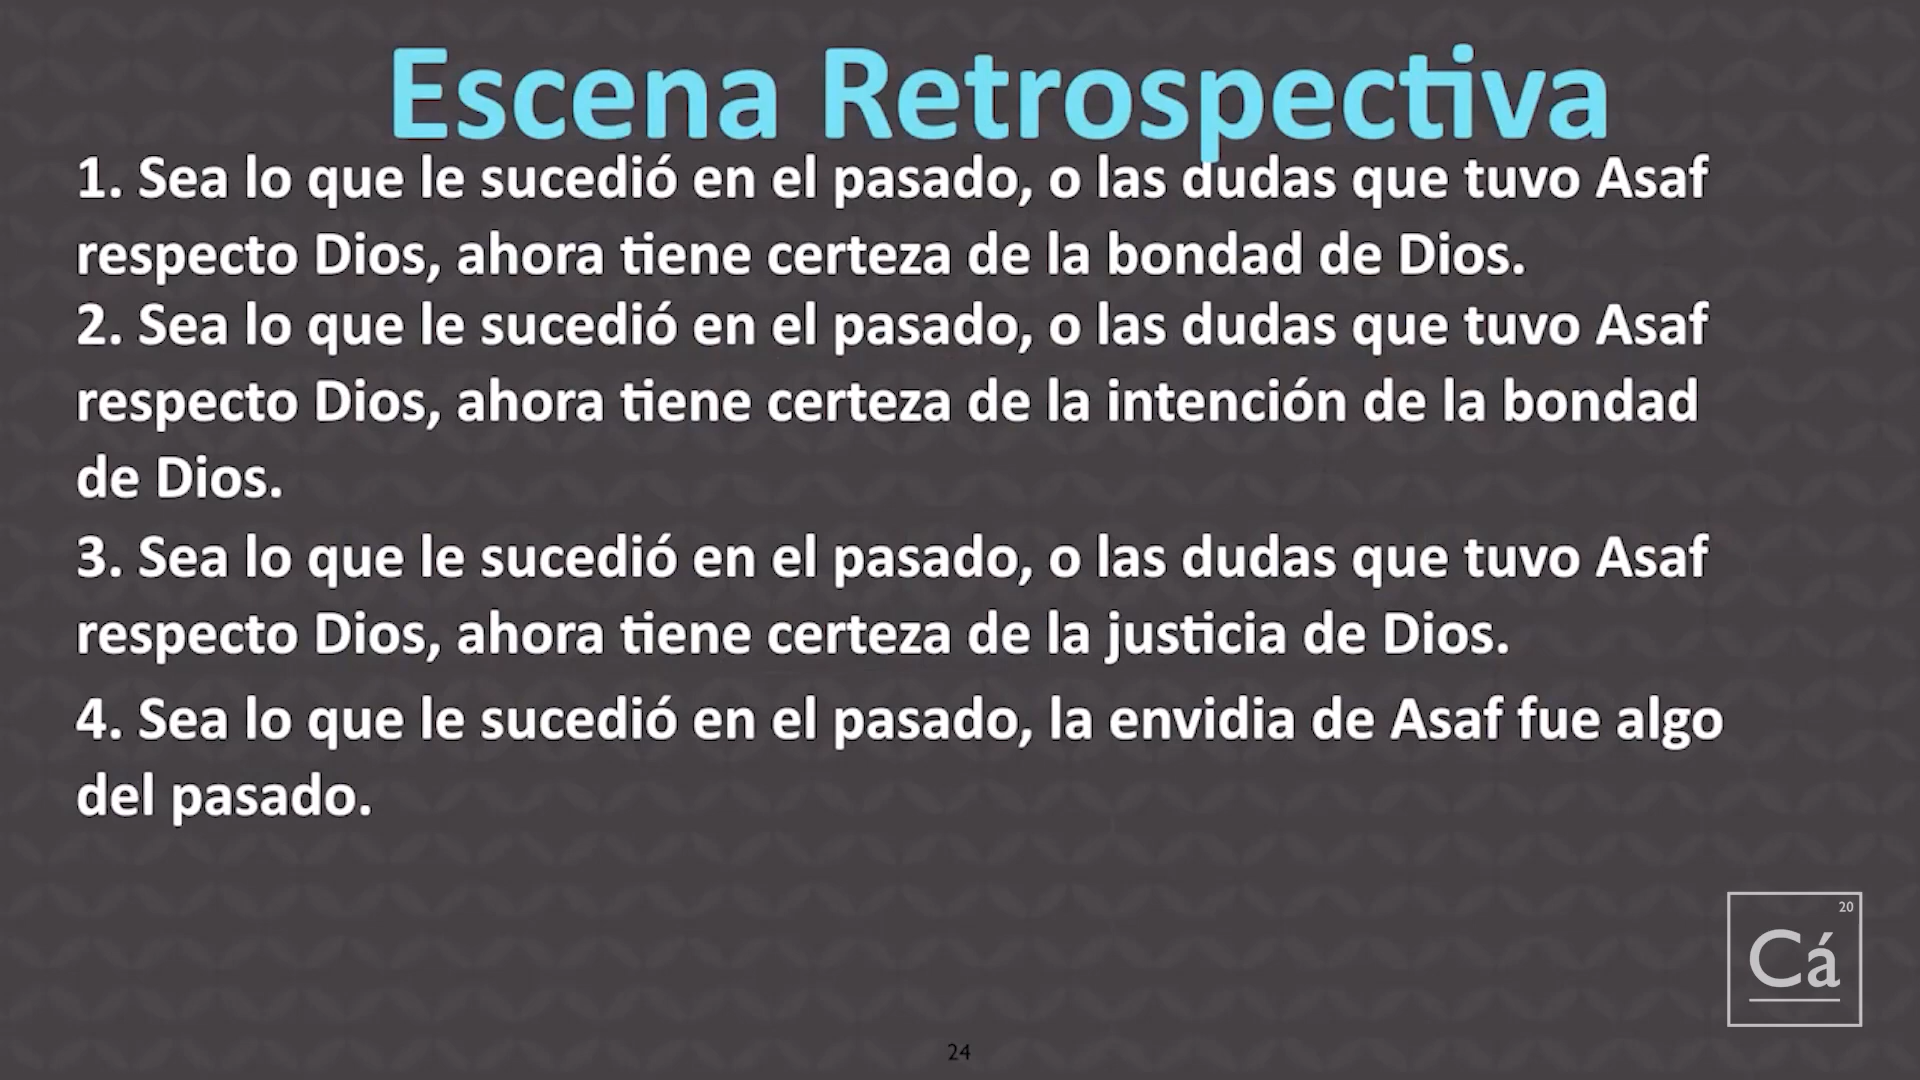 Escena Retrospectiva
1. Sea lo que le sucedió en el pasado, o las dudas que tuvo Asaf
respecto Dios, ahora tiene certeza de la bondad de Dios.
2. Sea lo que le sucedió en el pasado, o las dudas que tuvo Asaf
respecto Dios, ahora tiene certeza de la intención de la bondad
de Dios.
3. Sea lo que le sucedió en el pasado, o las dudas que tuvo Asaf
respecto Dios, ahora tiene certeza de la justicia de Dios.
4. Sea lo que le sucedió en el pasado, la envidia de Asaf fue algo
del pasado.
20
Cá
24